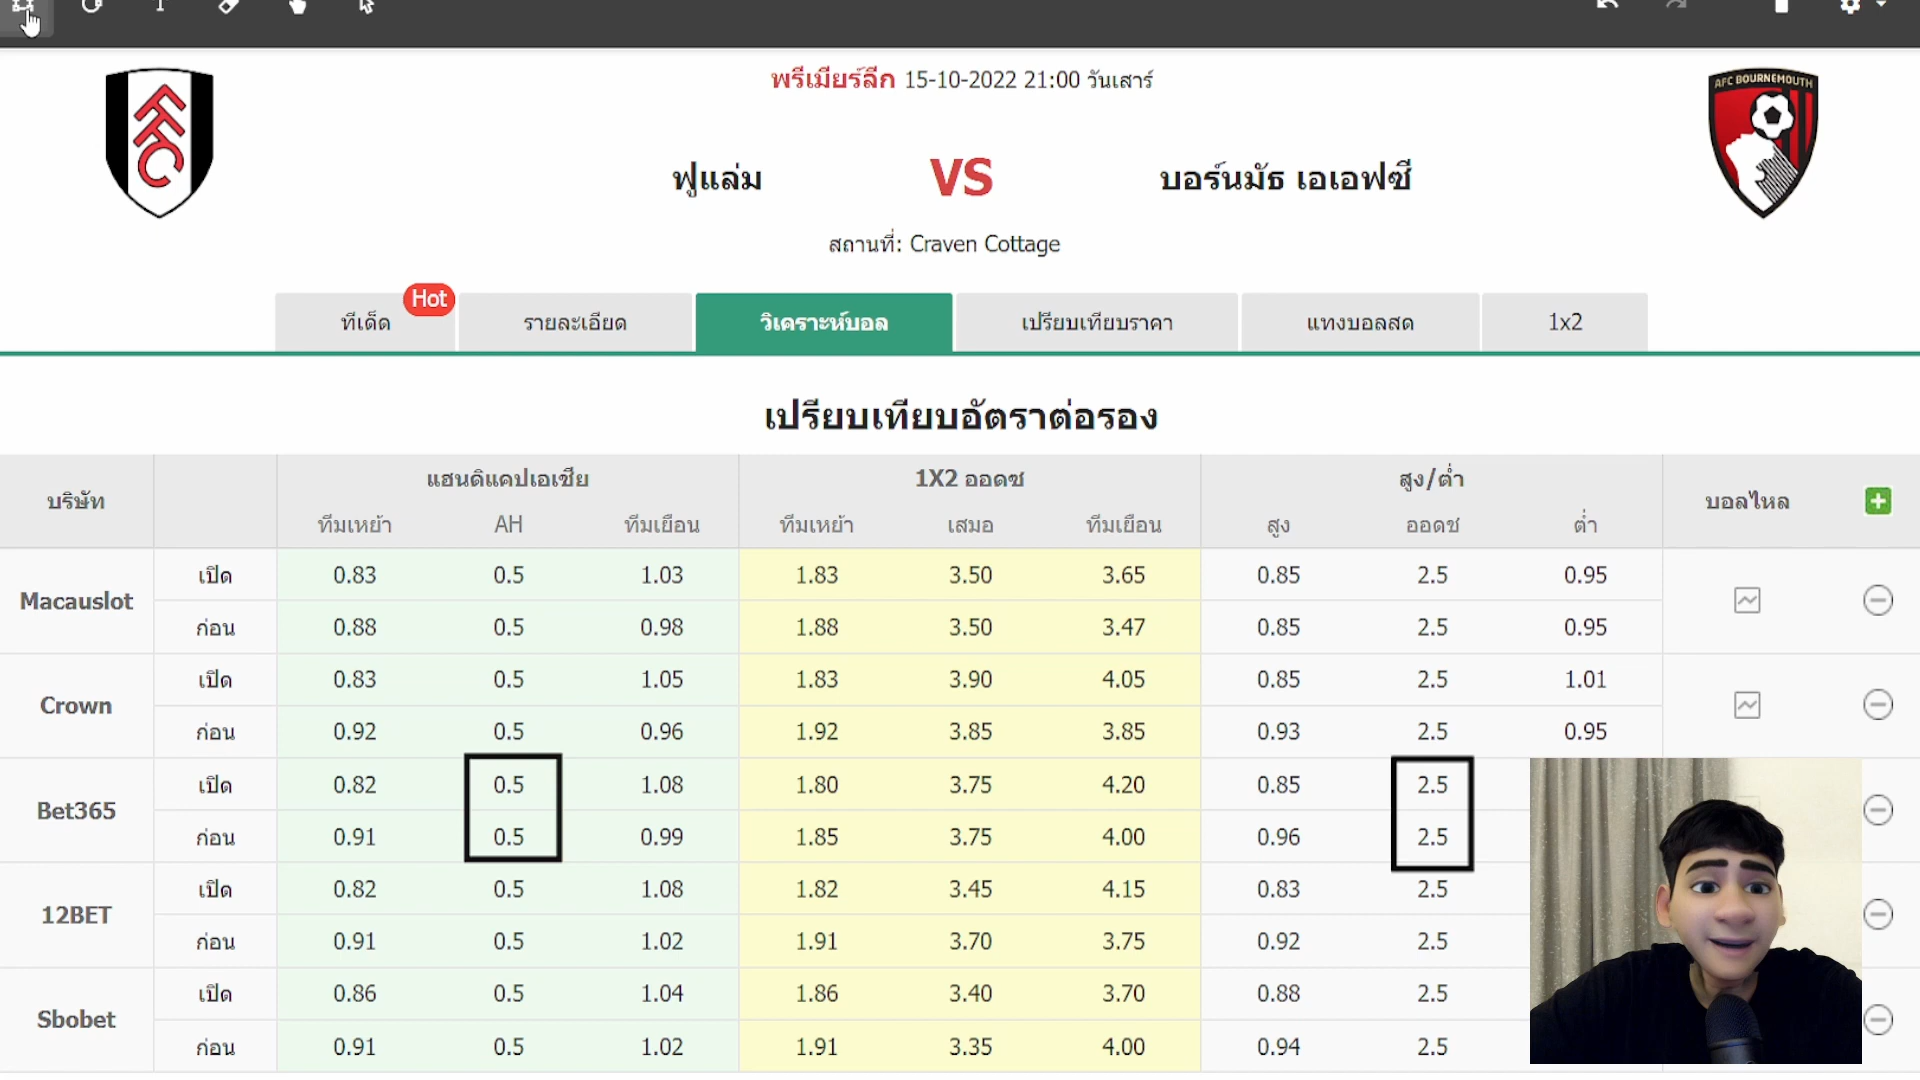 พรีเมียร์ลีก 15-10-2022 21:00 วันเสาร์
AFC BOURNEMOUTH
FFC
ฟูแล่ม VS บอร์นมัธ เอเอฟซี
สถานที่: Craven Cottage
ทีเด็ด Hot รายละเอียด วิเคราะห์บอล เปรียบเทียบราคา แทงบอลสด 1x2
เปรียบเทียบอัตราต่อรอง
บริษัท แฮนดิแคปเอเชีย 1X2 ออดซ สูง/ต่ำ บอลไหล
ทีมเหย้า AH ทีมเยือน ทีมเหย้า เสมอ ทีมเยือน สูง ออดซ ต่ำ
Macauslot
เปิด 0.83 0.5 1.03 1.83 3.50 3.65 0.85 2.5 0.95
ก่อน 0.88 0.5 0.98 1.88 3.50 3.47 0.85 2.5 0.95
Crown
เปิด 0.83 0.5 1.05 1.83 3.90 4.05 0.85 2.5 1.01
ก่อน 0.92 0.5 0.96 1.92 3.85 3.85 0.93 2.5 0.95
Bet365
เปิด 0.82 0.5 1.08 1.80 3.75 4.20 0.85 2.5
ก่อน 0.91 0.5 0.99 1.85 3.75 4.00 0.96 2.5
12BET
เปิด 0.82 0.5 1.08 1.82 3.45 4.15 0.83 2.5
ก่อน 0.91 0.5 1.02 1.91 3.70 3.75 0.92 2.5
Sbobet
เปิด 0.86 0.5 1.04 1.86 3.40 3.70 0.88 2.5
ก่อน 0.91 0.5 1.02 1.91 3.35 4.00 0.94 2.5